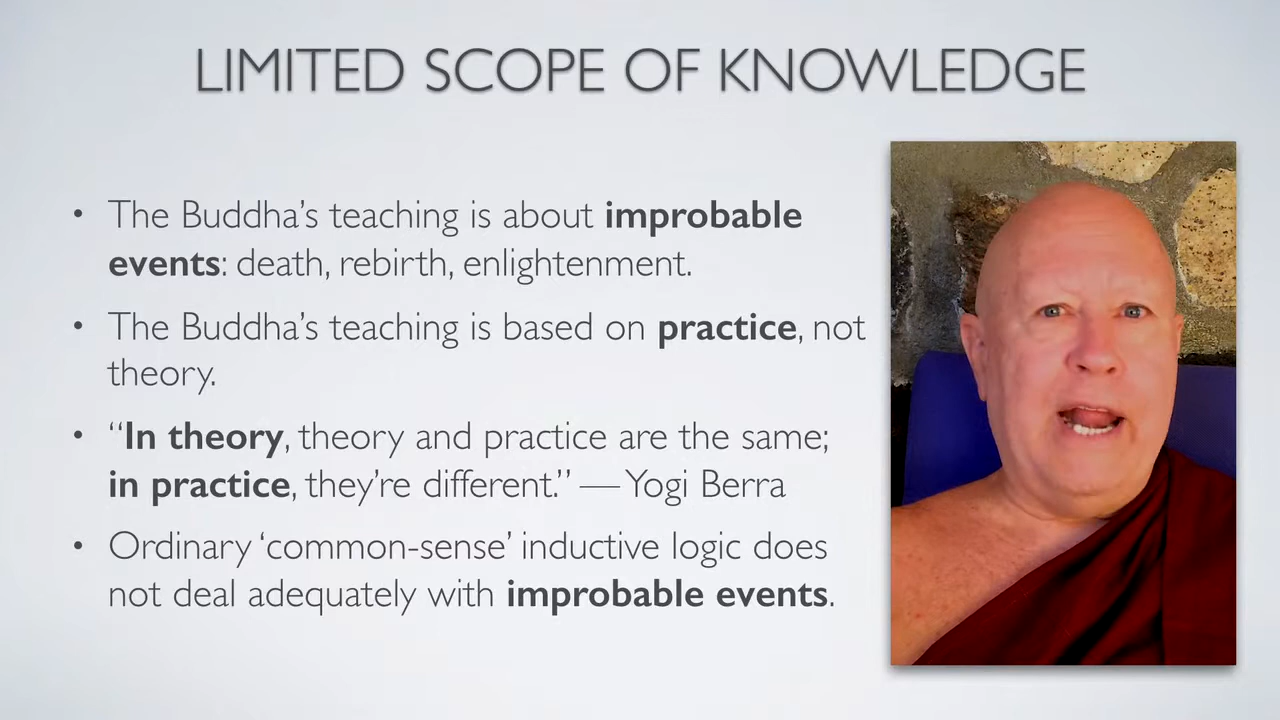 LIMITED SCOPE OF KNOWLEDGE
• The Buddha’s teaching is about improbable
events: death, rebirth, enlightenment.
• The Buddha’s teaching is based on practice, not
theory.
• “In theory, theory and practice are the same;
in practice, they’re different.” — Yogi Berra
• Ordinary ‘common-sense’ inductive logic does
not deal adequately with improbable events.